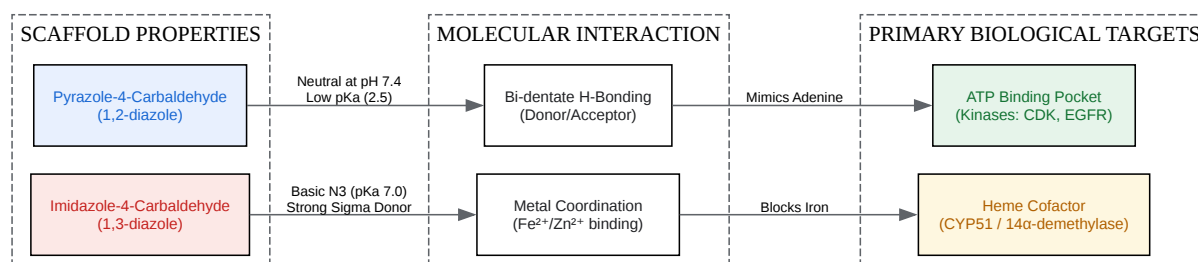 SCAFFOLD PROPERTIES
MOLECULAR INTERACTION
PRIMARY BIOLOGICAL TARGETS
Pyrazole-4-Carbaldehyde
(1,2-diazole)
Neutral at pH 7.4
Low pKa (2.5)
Bi-dentate H-Bonding
(Donor/Acceptor)
Mimics Adenine
ATP Binding Pocket
(Kinases: CDK, EGFR)
Imidazole-4-Carbaldehyde
(1,3-diazole)
Basic N3 (pKa 7.0)
Strong Sigma Donor
Metal Coordination
(Fe²⁺/Zn²⁺ binding)
Blocks Iron
Heme Cofactor
(CYP51 / 14α-demethylase)